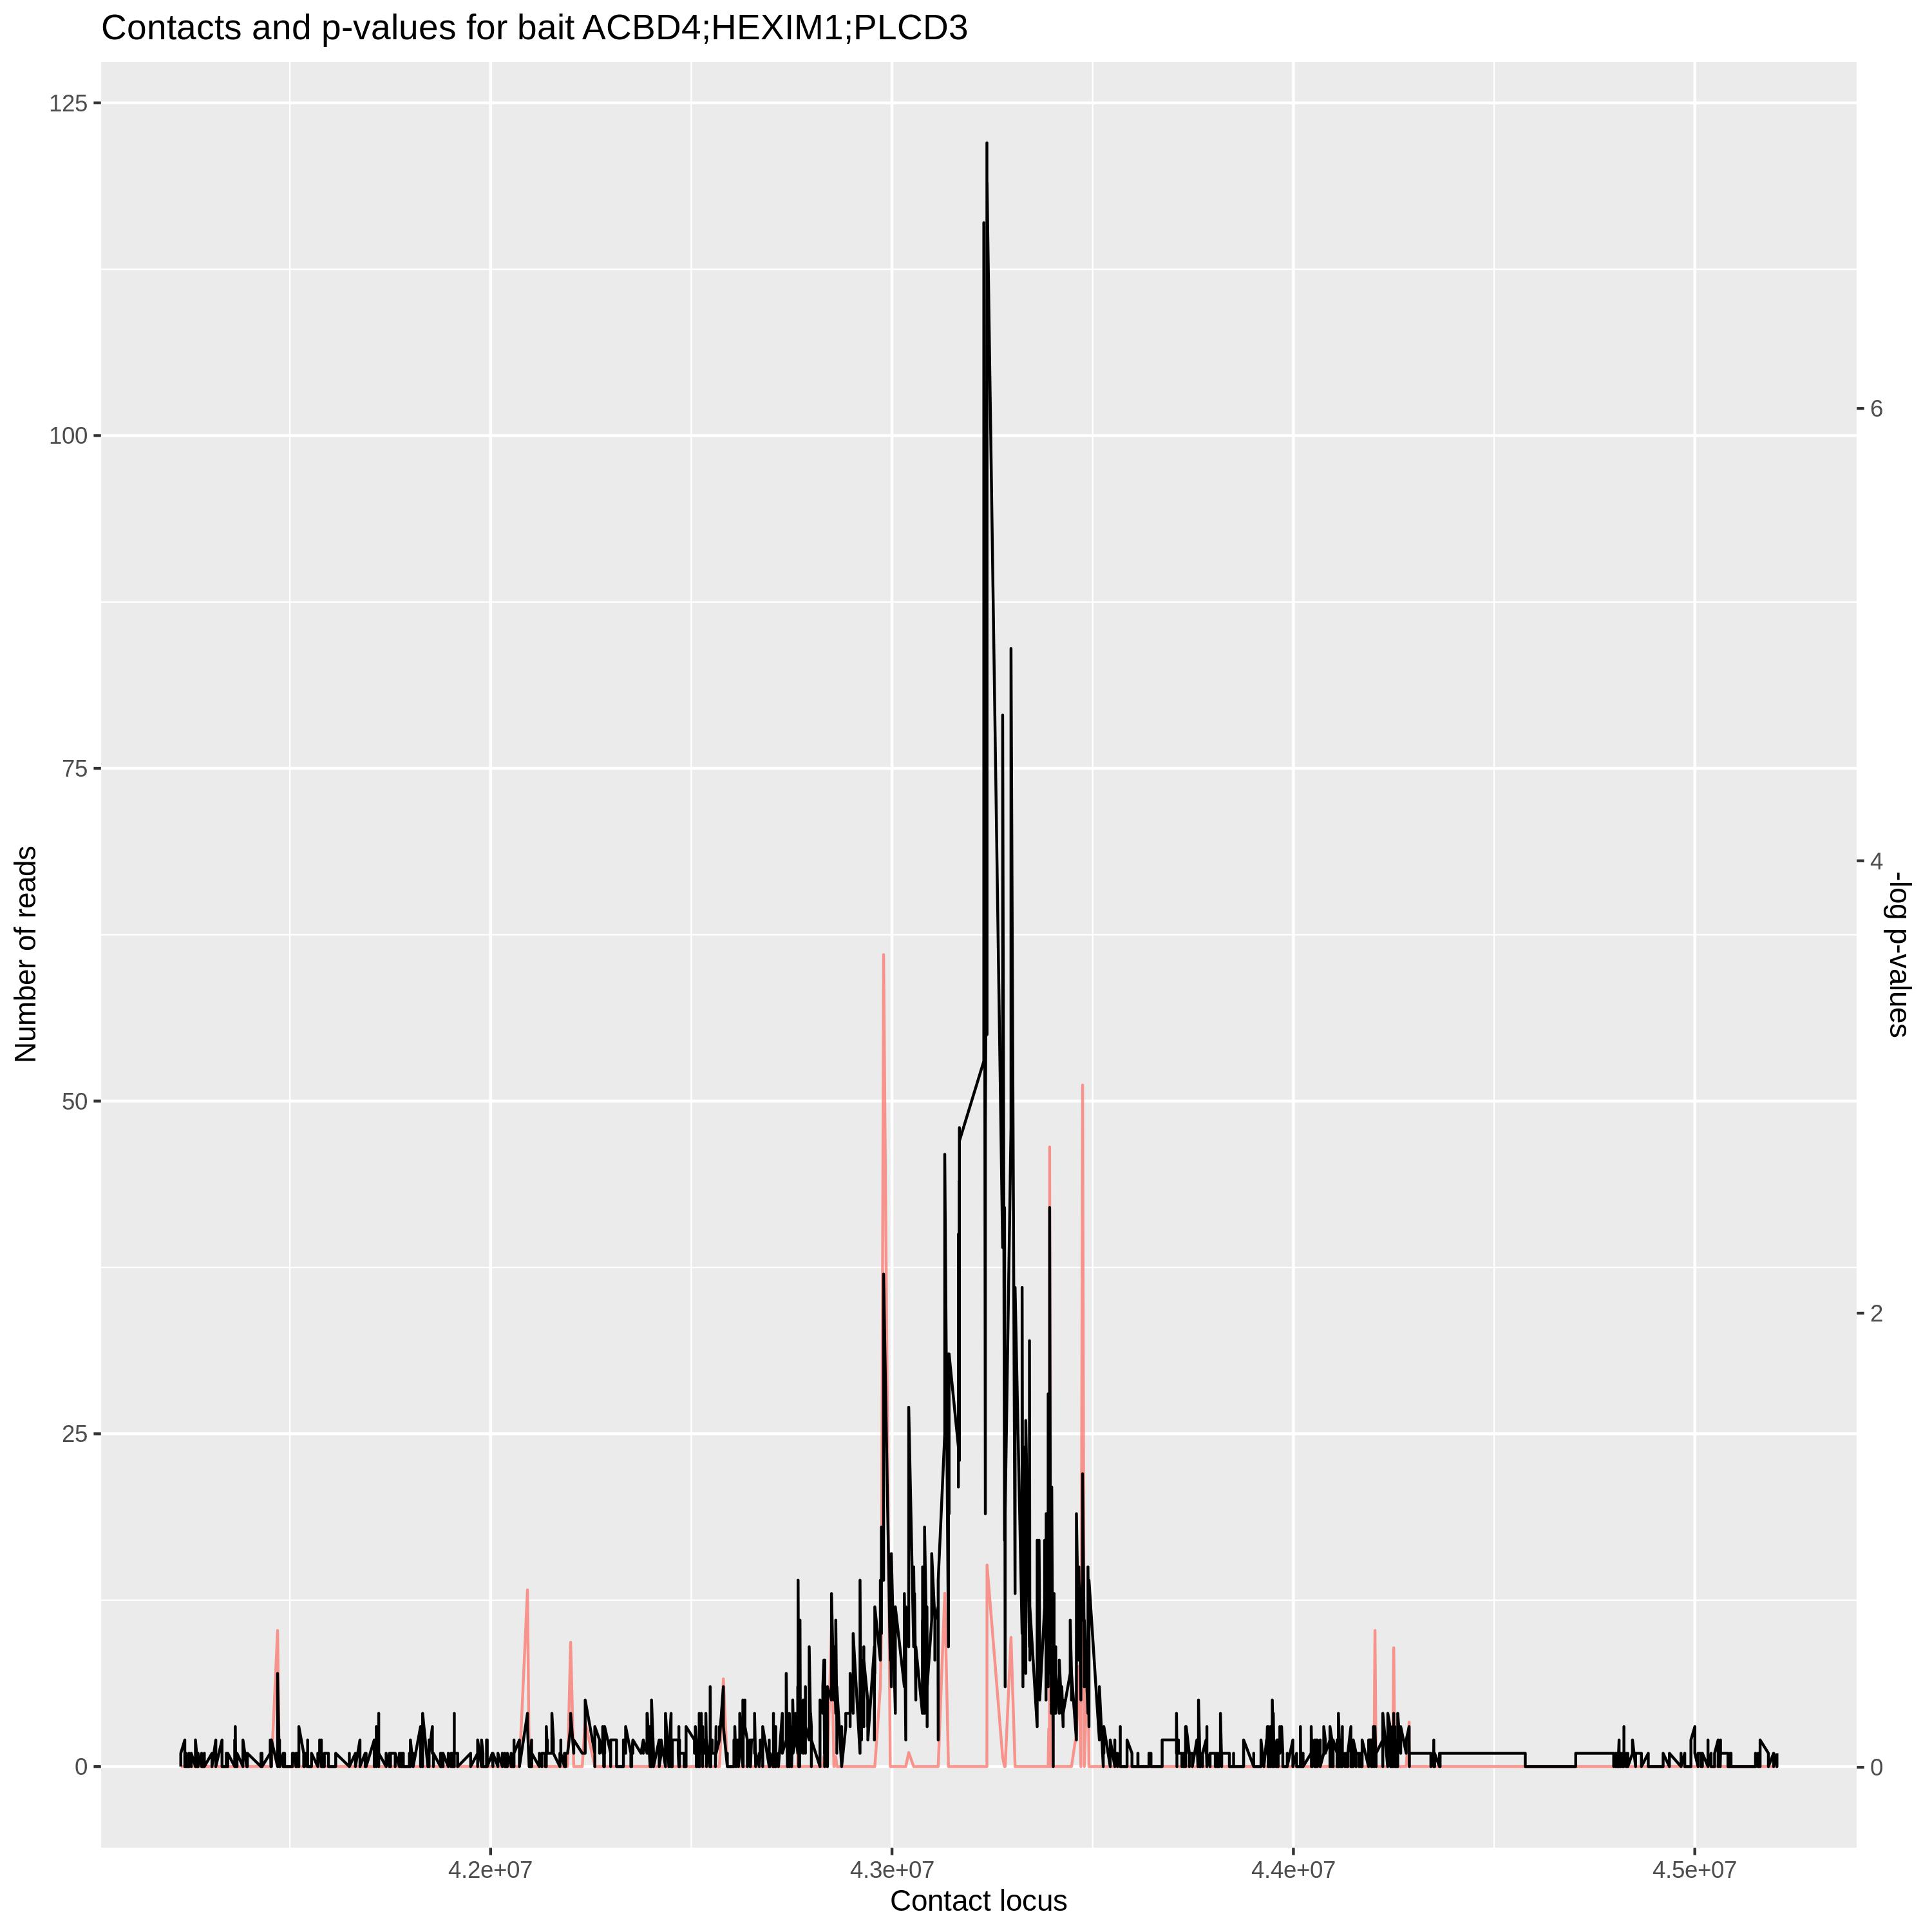 Contacts and p-values for bait ACBD4;HEXIM1;PLCD3
125
100
75
50
25
0
Number of reads
6
4
2
0
-log p-values
4.2e+07
4.3e+07
4.4e+07
4.5e+07
Contact locus